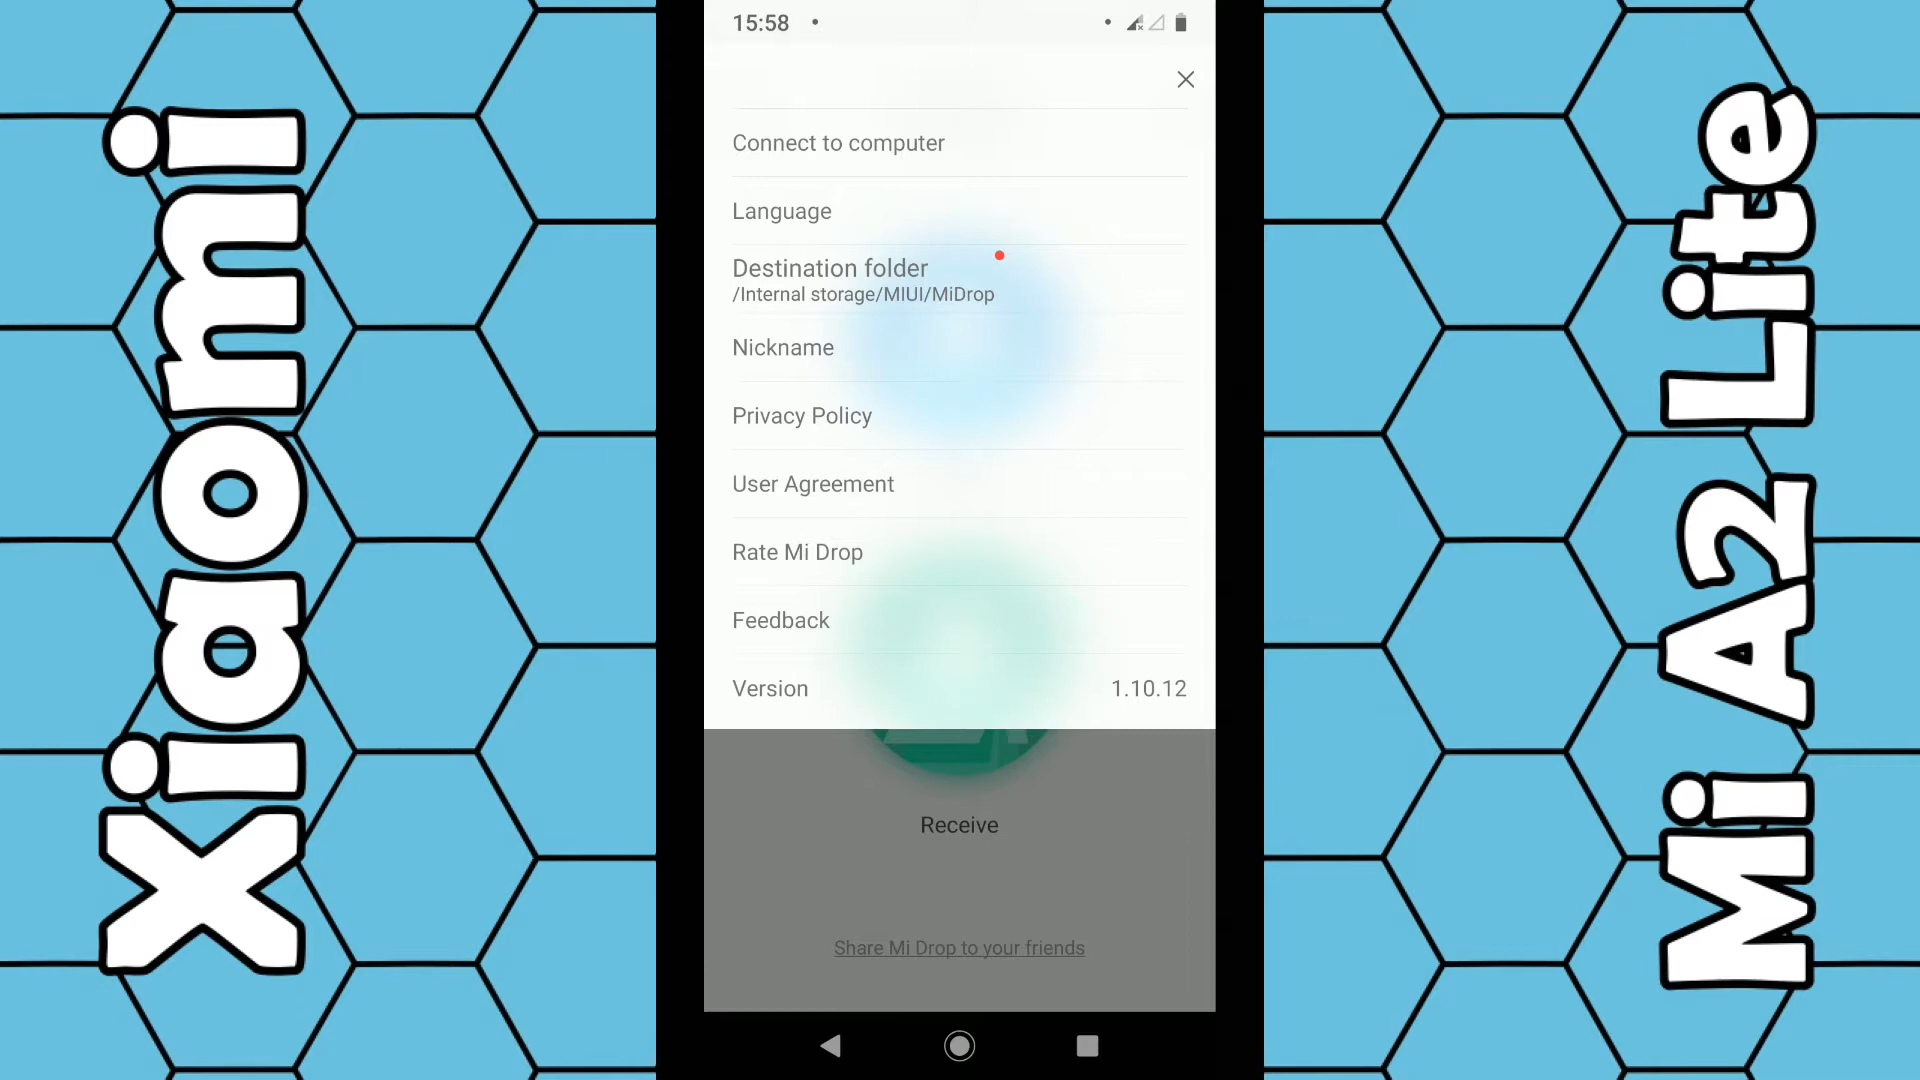 Xiaomi
15:58
Connect to computer
Language
Destination folder
/Internal storage/MIUI/MiDrop
Nickname
Privacy Policy
User Agreement
Rate Mi Drop
Feedback
Version 1.10.12
Receive
Share Mi Drop to your friends
Mi A2 Lite